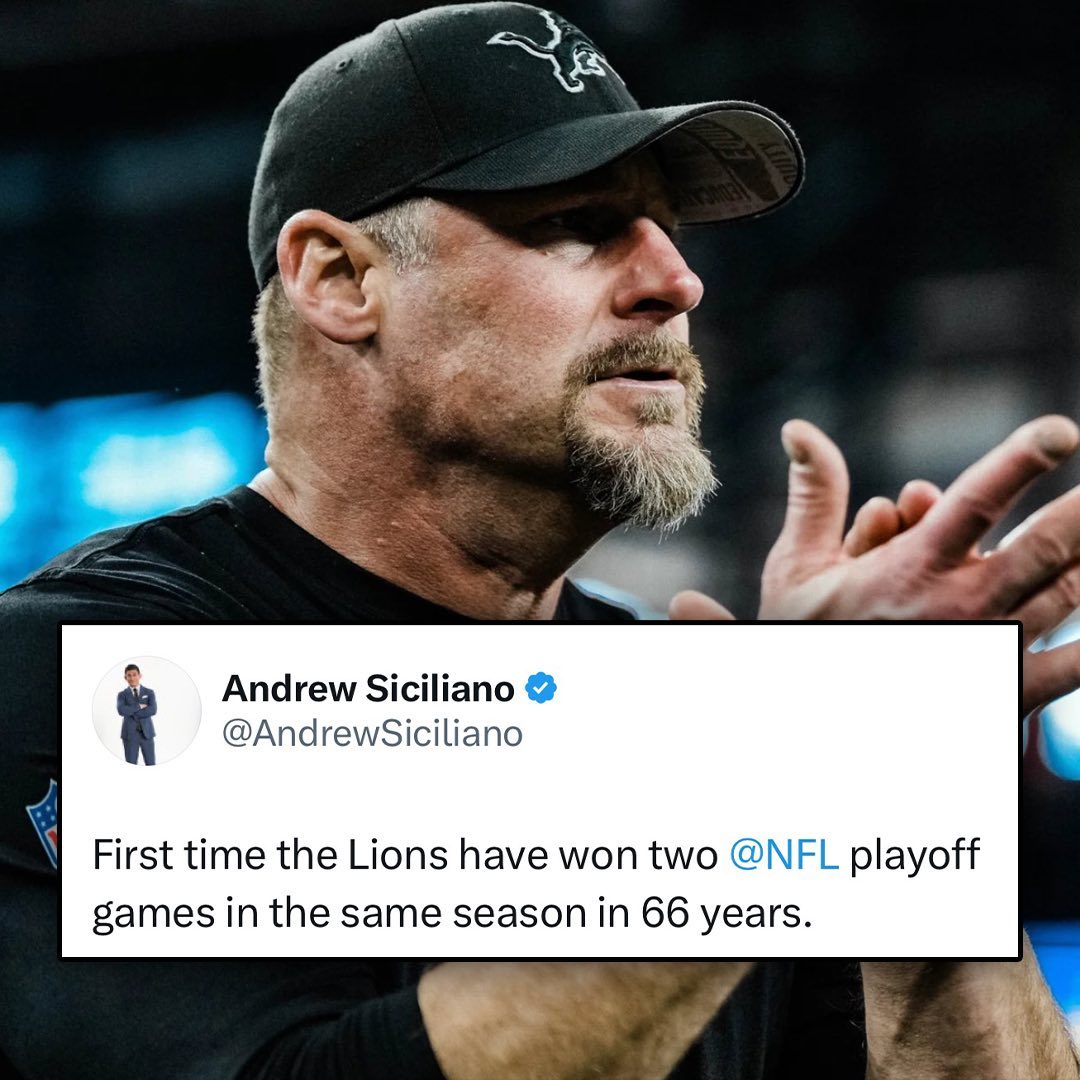 Andrew Siciliano
@AndrewSiciliano
First time the Lions have won two @NFL playoff
games in the same season in 66 years.